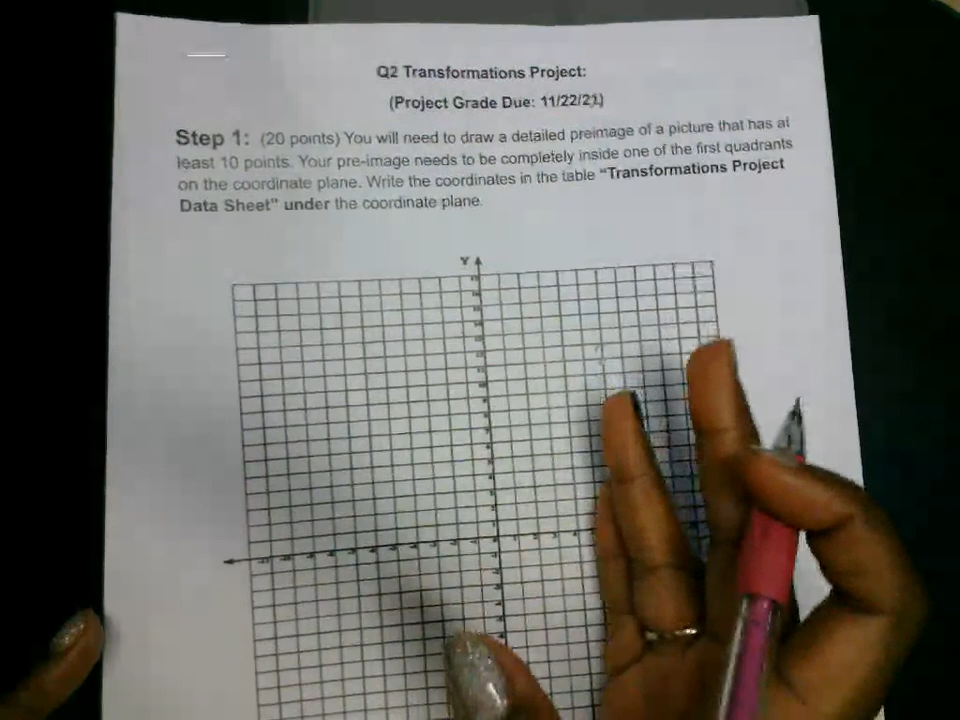 Q2 Transformations Project:
(Project Grade Due: 11/22/21)
Step 1: (20 points) You will need to draw a detailed preimage of a picture that has at
least 10 points. Your pre-image needs to be completely inside one of the first quadrants
on the coordinate plane. Write the coordinates in the table "Transformations Project
Data Sheet" under the coordinate plane.
Y